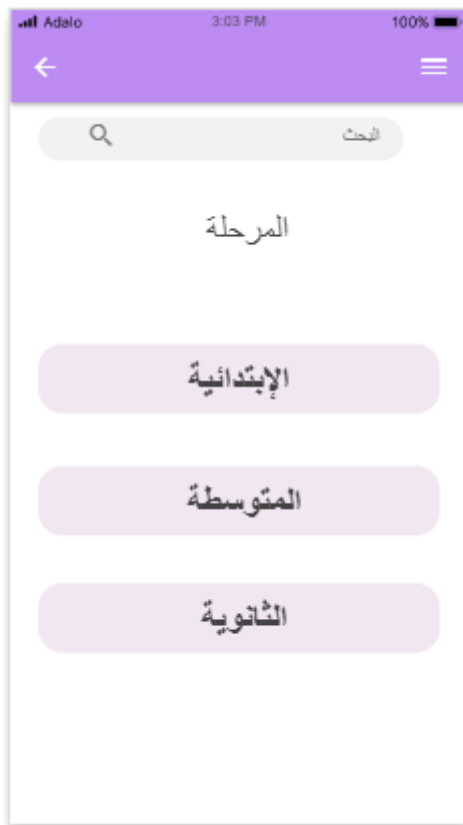 Adalo 3:03 PM 100%
البحث
المرحلة
الإبتدائية
المتوسطة
الثانوية